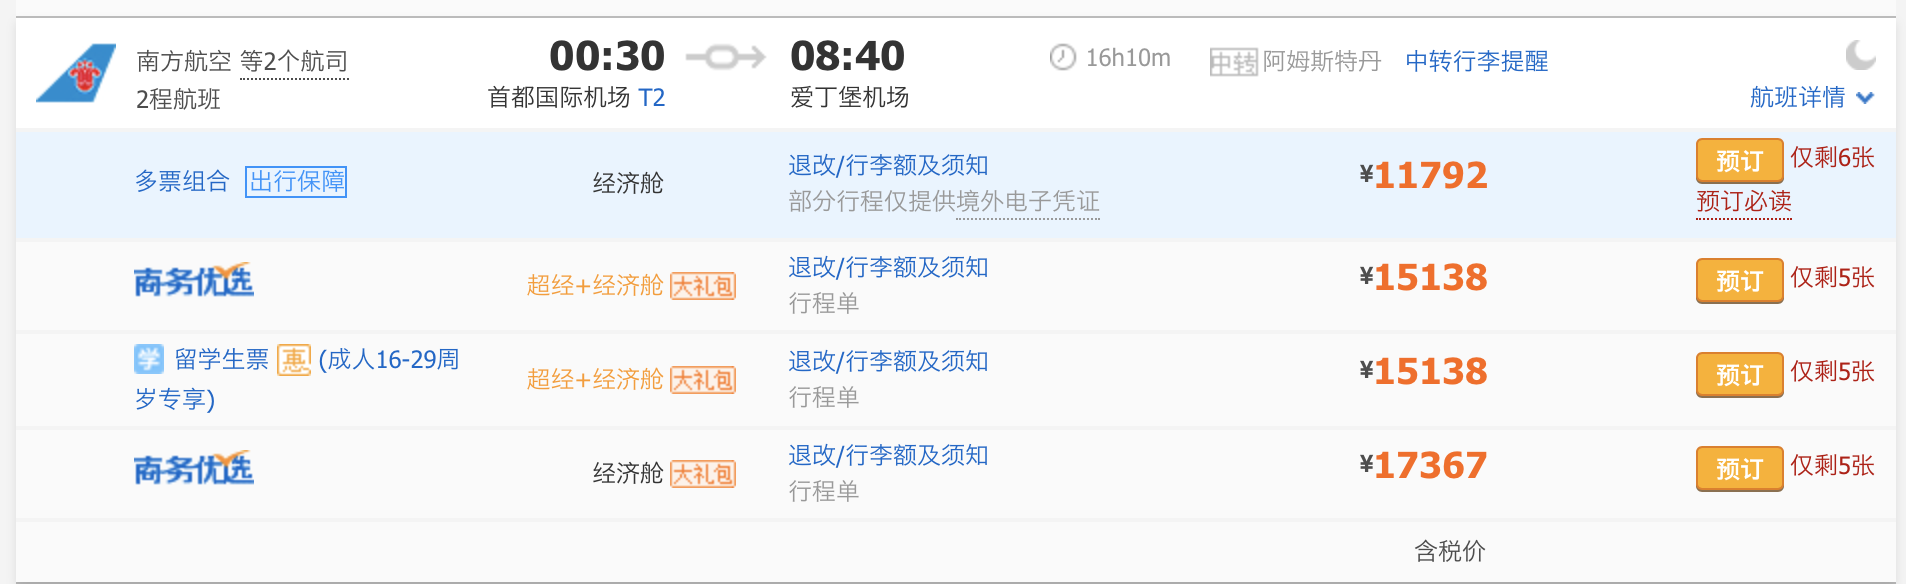 南方航空 等2个航司 00:30 08:40 16h10m 中转 阿姆斯特丹 中转行李提醒
2程航班 首都国际机场 T2 爱丁堡机场 航班详情
多票组合 出行保障 经济舱 退改/行李额及须知 ¥11792 预订 仅剩6张
部分行程仅提供境外电子凭证 预订必读
商务优选 超经+经济舱 大礼包 退改/行李额及须知 ¥15138 预订 仅剩5张
行程单
学 留学生票 惠 (成人16-29周 超经+经济舱 大礼包 退改/行李额及须知 ¥15138 预订 仅剩5张
岁专享) 行程单
商务优选 经济舱 大礼包 退改/行李额及须知 ¥17367 预订 仅剩5张
行程单
含税价